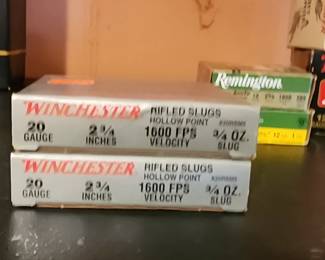 WINCHESTER RIFLED SLUGS
HOLLOW POINT
20 2 3/4 1600 FPS 3/4 OZ.
GAUGE INCHES VELOCITY SLUG
WINCHESTER RIFLED SLUGS
HOLLOW POINT
20 2 3/4 1600 FPS 3/4 OZ.
GAUGE INCHES VELOCITY SLUG
Remington